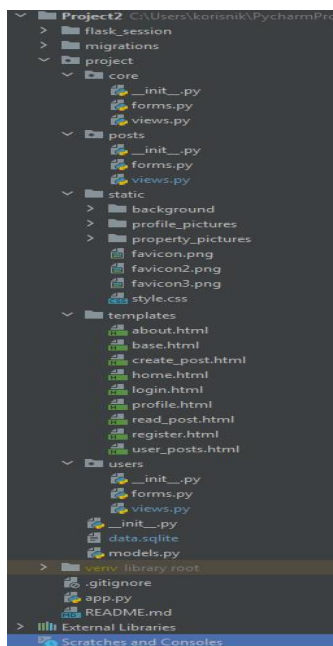 Project2 C:\Users\korisnik\PycharmPro
flask_session
migrations
project
core
__init__.py
forms.py
views.py
posts
__init__.py
forms.py
views.py
static
background
profile_pictures
property_pictures
favicon.png
favicon2.png
favicon3.png
style.css
templates
about.html
base.html
create_post.html
home.html
login.html
profile.html
read_post.html
register.html
user_posts.html
users
__init__.py
forms.py
views.py
__init__.py
data.sqlite
models.py
venv library root
.gitignore
app.py
README.md
External Libraries
Scratches and Consoles